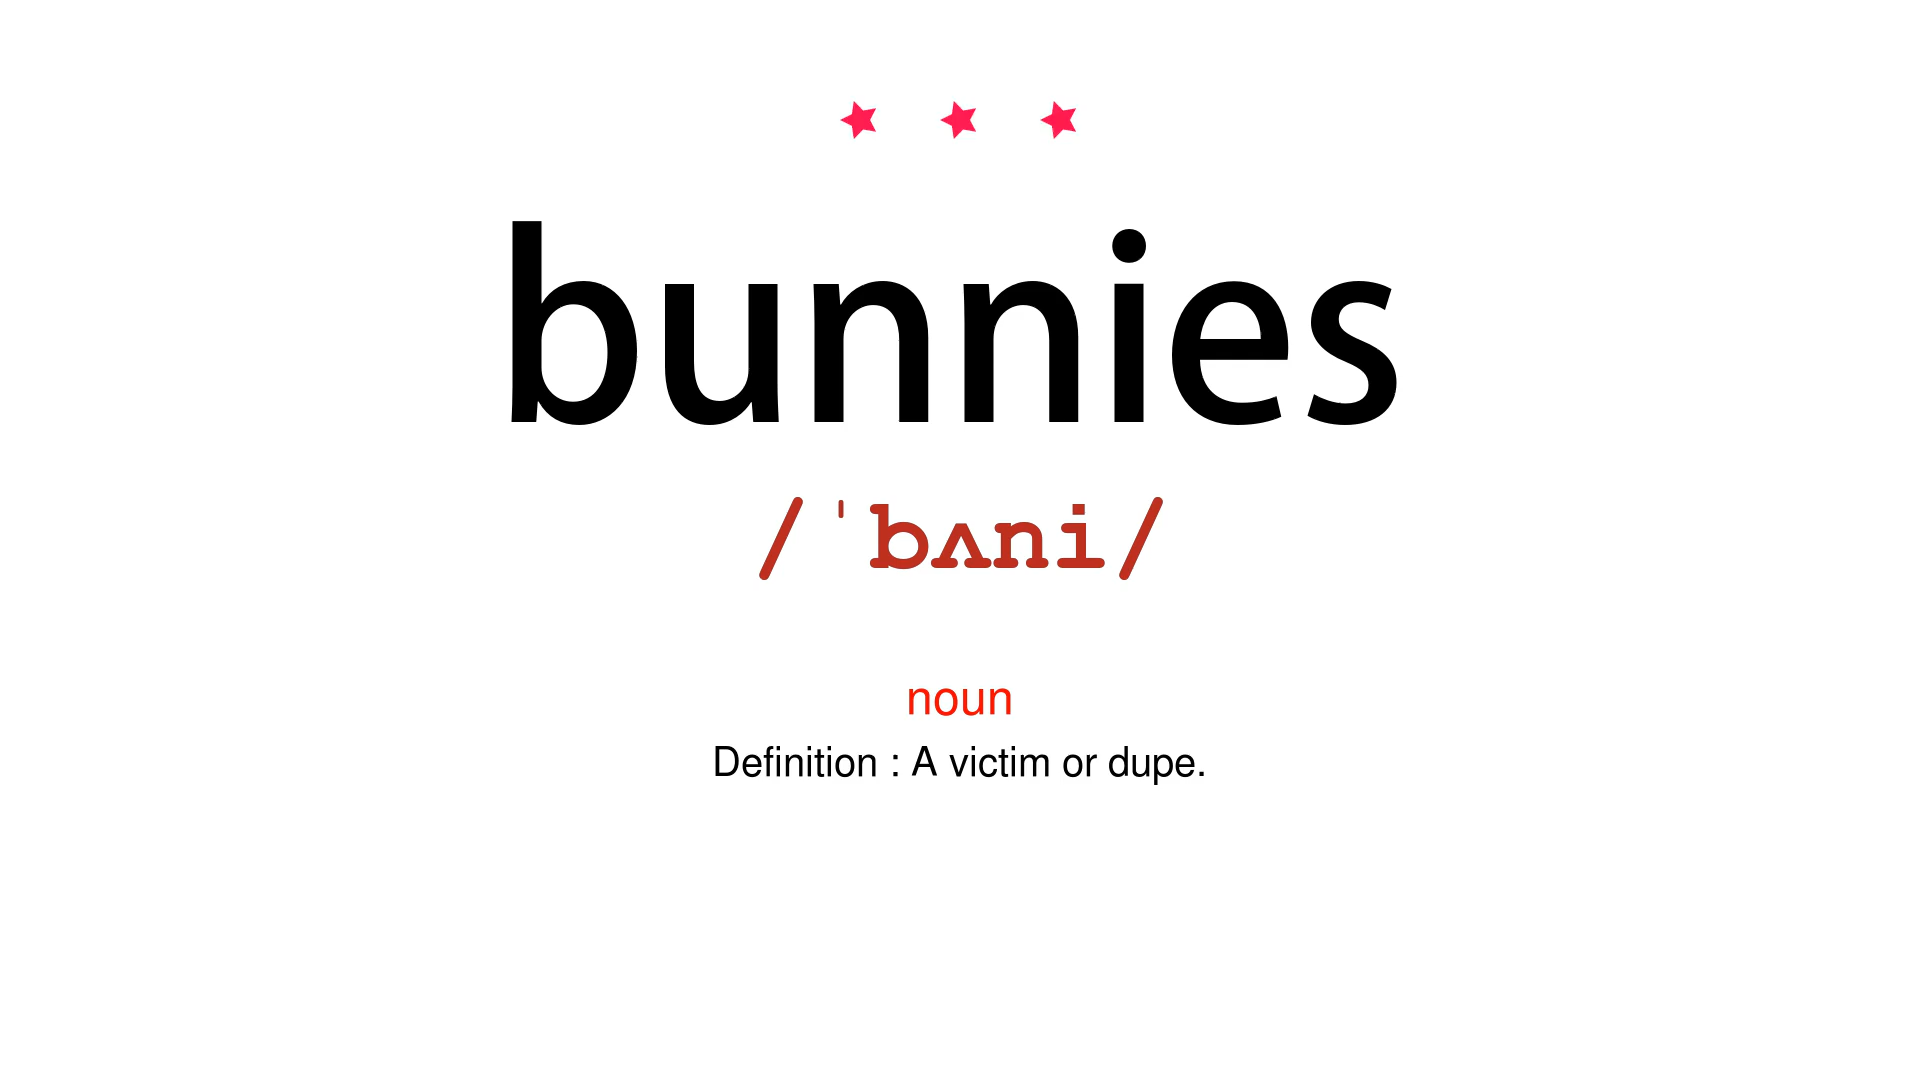 bunnies
/ˈbʌni/
noun
Definition : A victim or dupe.